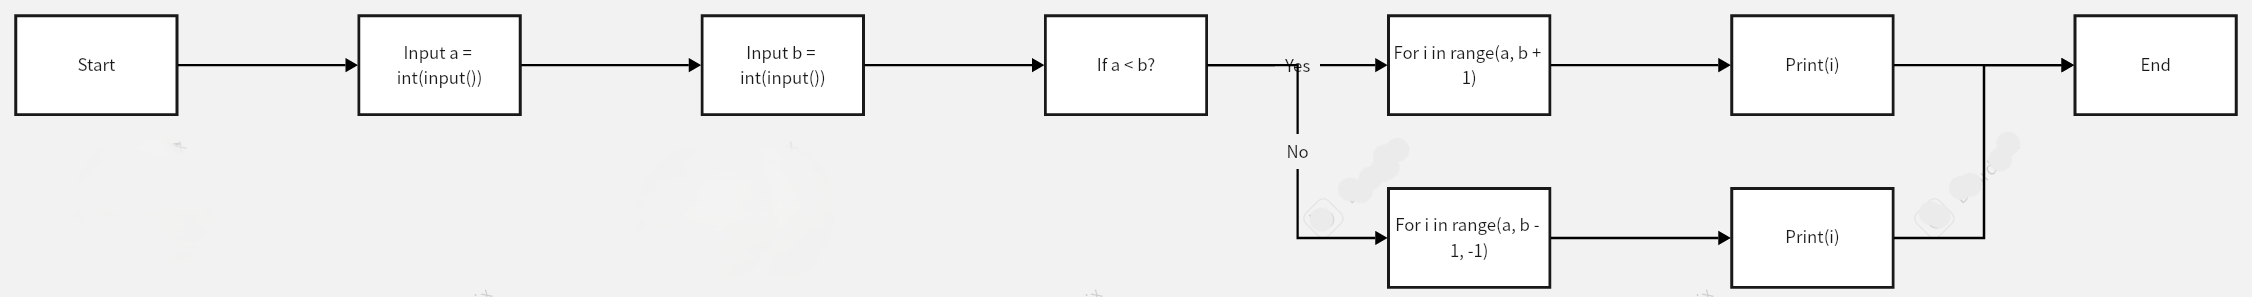 Start
Input a =
int(input())
Input b =
int(input())
If a < b?
Yes
For i in range(a, b +
1)
Print(i)
End
No
For i in range(a, b -
1, -1)
Print(i)